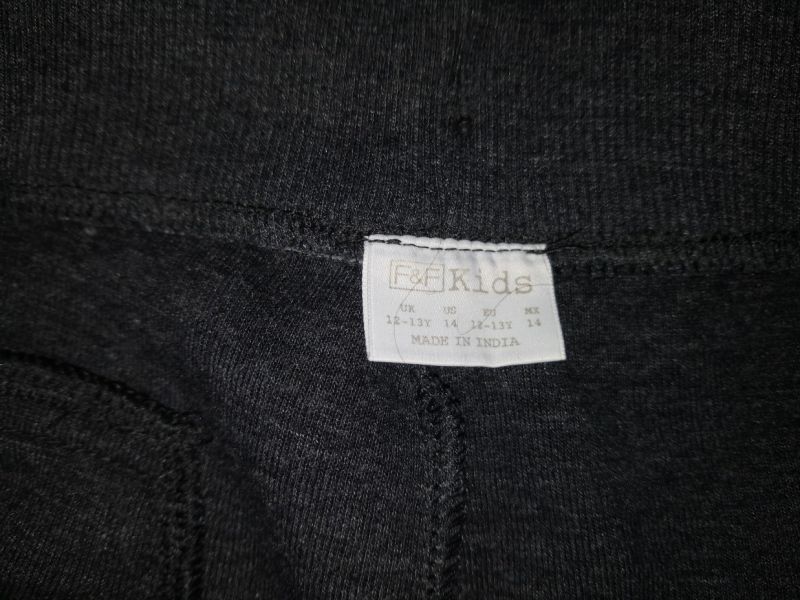 F&F Kids
UK US EU MX
12-13Y 14 12-13Y 14
MADE IN INDIA